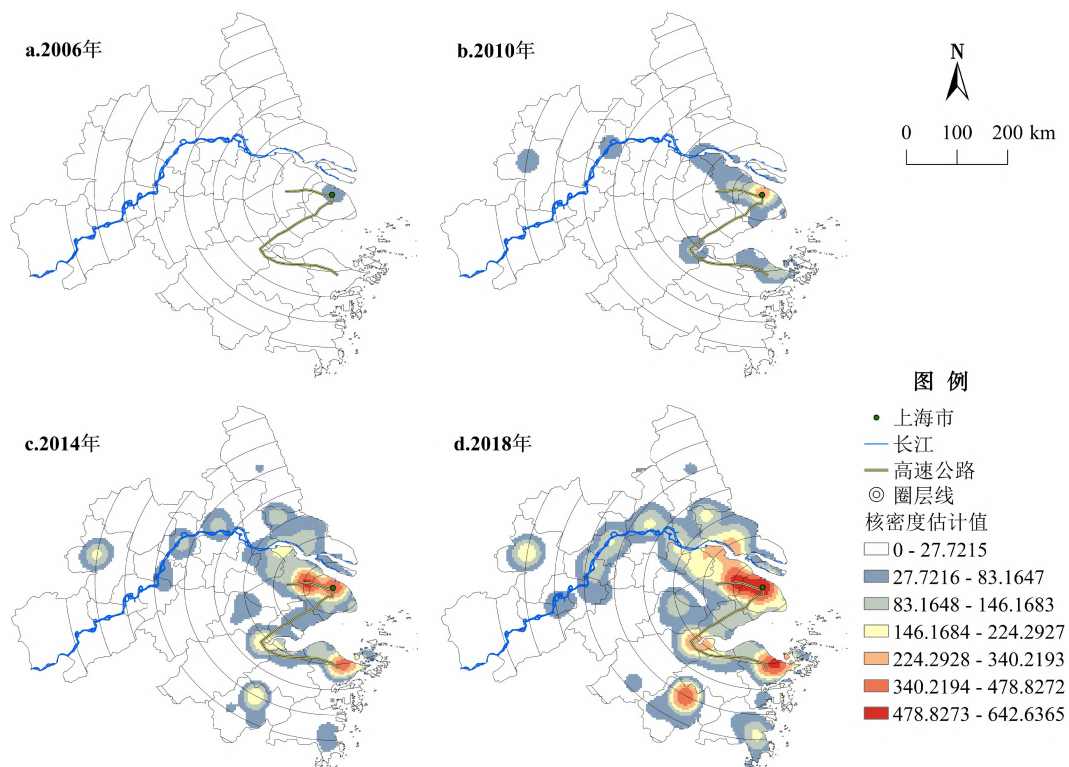 a.2006年
b.2010年
N
0 100 200 km
c.2014年
d.2018年
图 例
上海市
长江
高速公路
圈层线
核密度估计值
0 - 27.7215
27.7216 - 83.1647
83.1648 - 146.1683
146.1684 - 224.2927
224.2928 - 340.2193
340.2194 - 478.8272
478.8273 - 642.6365